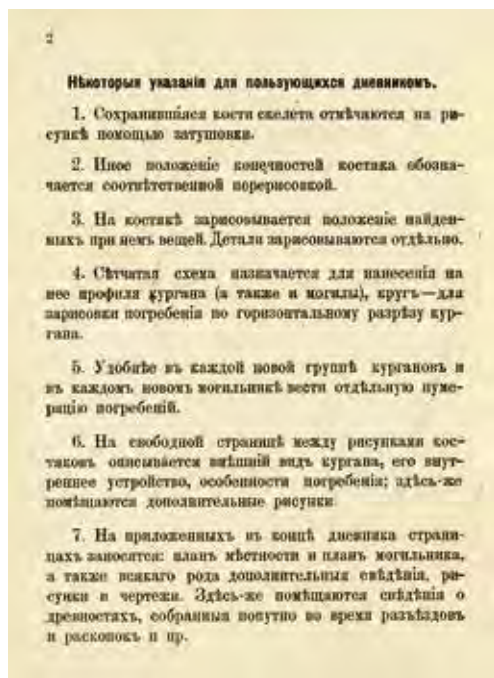 2
Нѣкоторыя указанія для пользующихся дневникомъ.
1. Сохранившіяся кости скелета отмѣчаются на ри-
сункѣ помощью затушовки.
2. Иное положеніе конечностей костяка обозна-
чается соотвѣтственной перерисовкой.
3. На костякѣ зарисовывается положеніе найден-
ныхъ при немъ вещей. Детали зарисовываются отдѣльно.
4. Сѣтчатая схема назначается для нанесенія на
нее профиля кургана (а также и могилы), кругъ—для
зарисовки погребенія по горизонтальному разрѣзу кур-
гана.
5. Удобнѣе въ каждой новой группѣ кургановъ и
въ каждомъ новомъ могильникѣ вести отдѣльную нуме-
рацію погребеній.
6. На свободной страницѣ между рисунками кос-
тяковъ описывается внѣшній видъ кургана, его внут-
реннее устройство, особенности погребенія; здѣсь-же
помѣщаются дополнительные рисунки.
7. На приложенныхъ въ концѣ дневника страни-
цахъ заносятся: планъ мѣстности и планъ могильника,
а также всякаго рода дополнительныя свѣдѣнія, ри-
сунки и чертежи. Здѣсь-же помѣщаются свѣдѣнія о
древностяхъ, собранныя попутно во время разъѣздовъ
и раскопокъ и пр.